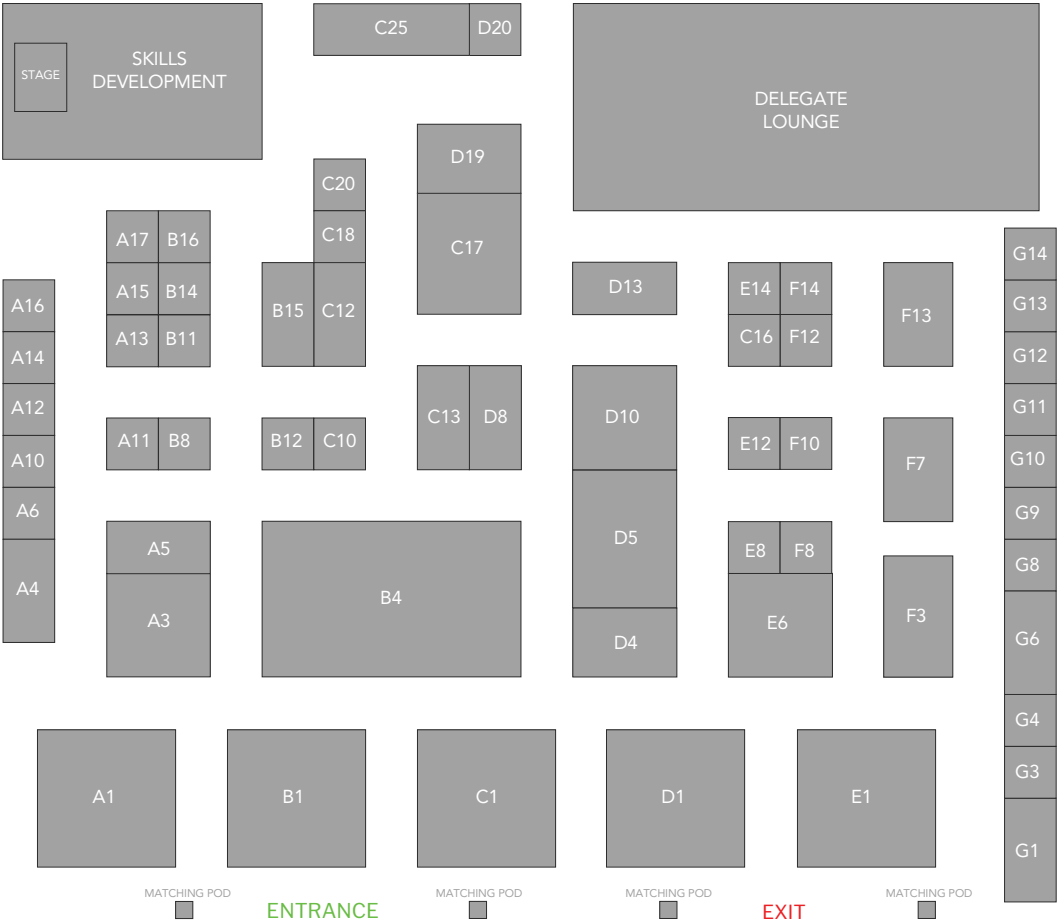 C25
D20
STAGE
SKILLS
DEVELOPMENT
DELEGATE
LOUNGE
D19
C20
A17
B16
C18
C17
G14
A16
A15
B14
B15
C12
D13
E14
F14
F13
G13
A14
A13
B11
C16
F12
G12
A12
C13
D8
D10
G11
A10
A11
B8
B12
C10
E12
F10
F7
G10
A6
G9
A5
D5
E8
F8
G8
A4
A3
B4
D4
E6
F3
G6
G4
G3
A1
B1
C1
D1
E1
G1
MATCHING POD
MATCHING POD
MATCHING POD
MATCHING POD
ENTRANCE
EXIT